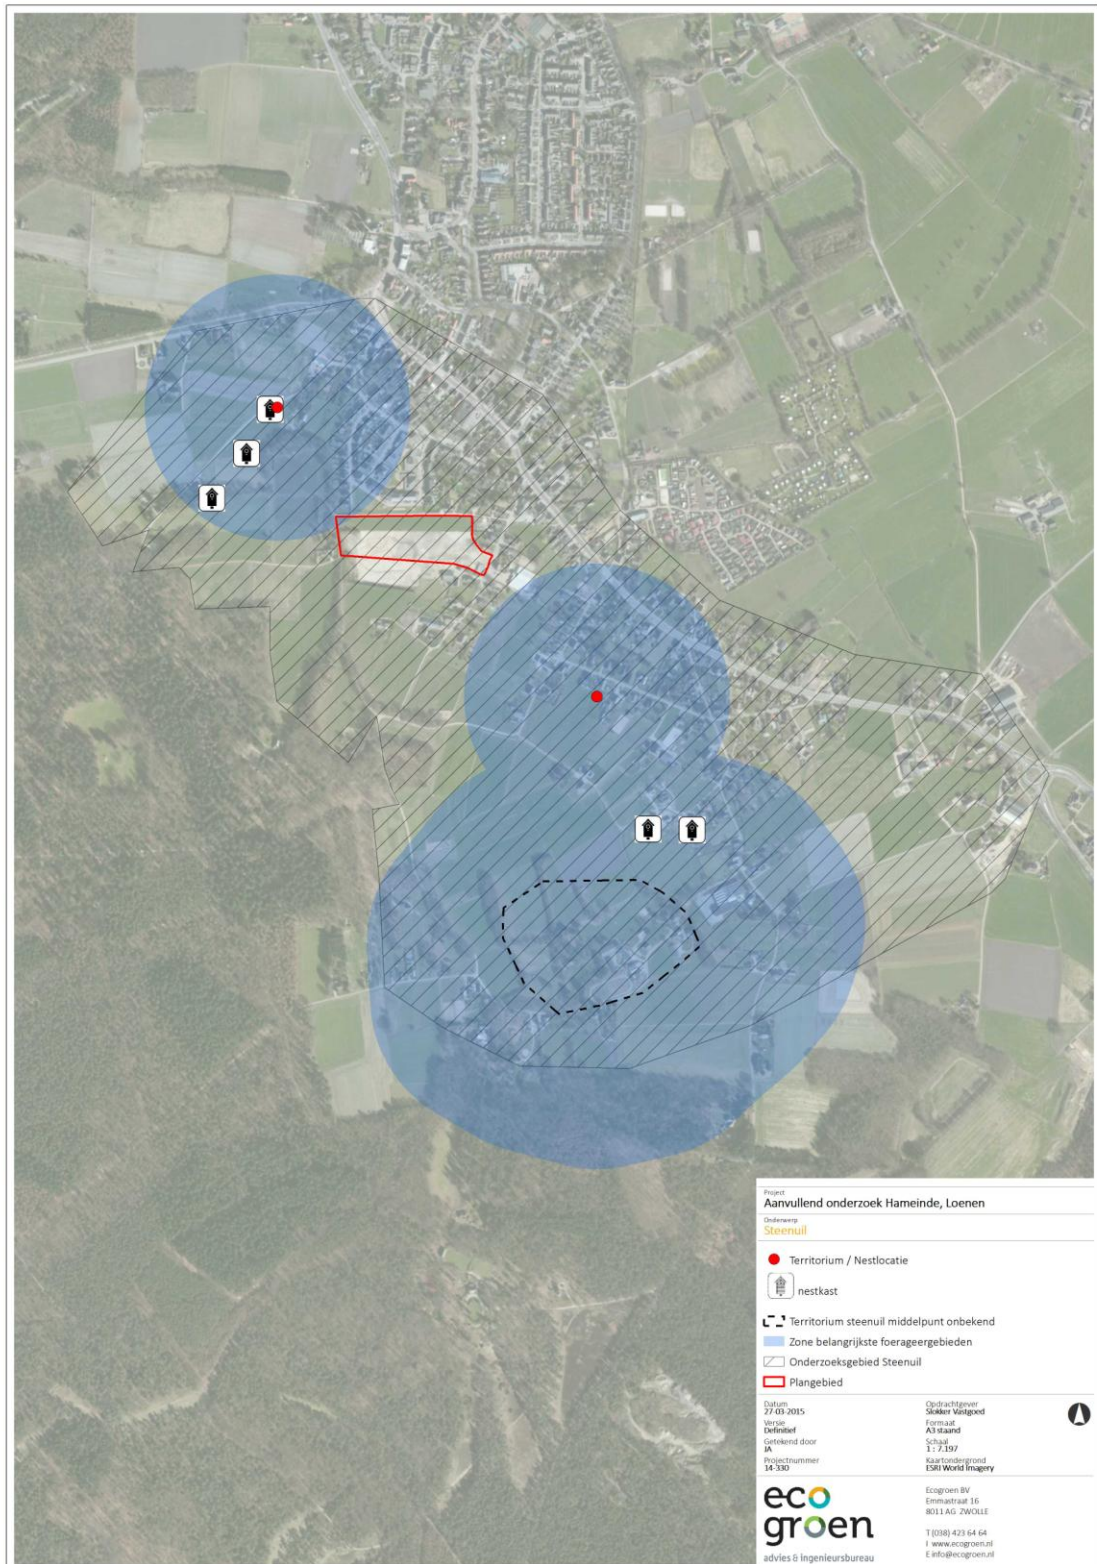 Project
Aanvullend onderzoek Hameinde, Loenen
Onderwerp
Steenuil
Territorium / Nestlocatie
nestkast
Territorium steenuil middelpunt onbekend
Zone belangrijkste foerageergebieden
Onderzoeksgebied Steenuil
Plangebied
Datum
27-03-2015
Versie
Definitief
Getekend door
JA
Projectnummer
14-330
Opdrachtgever
Slokker Vastgoed
Formaat
A3 staand
Schaal
1 : 7.197
Kaartondergrond
ESRI World Imagery
eco
groen
advies & ingenieursbureau
Ecogroen BV
Emmastraat 16
8011 AG ZWOLLE
T (038) 423 64 64
I www.ecogroen.nl
E info@ecogroen.nl